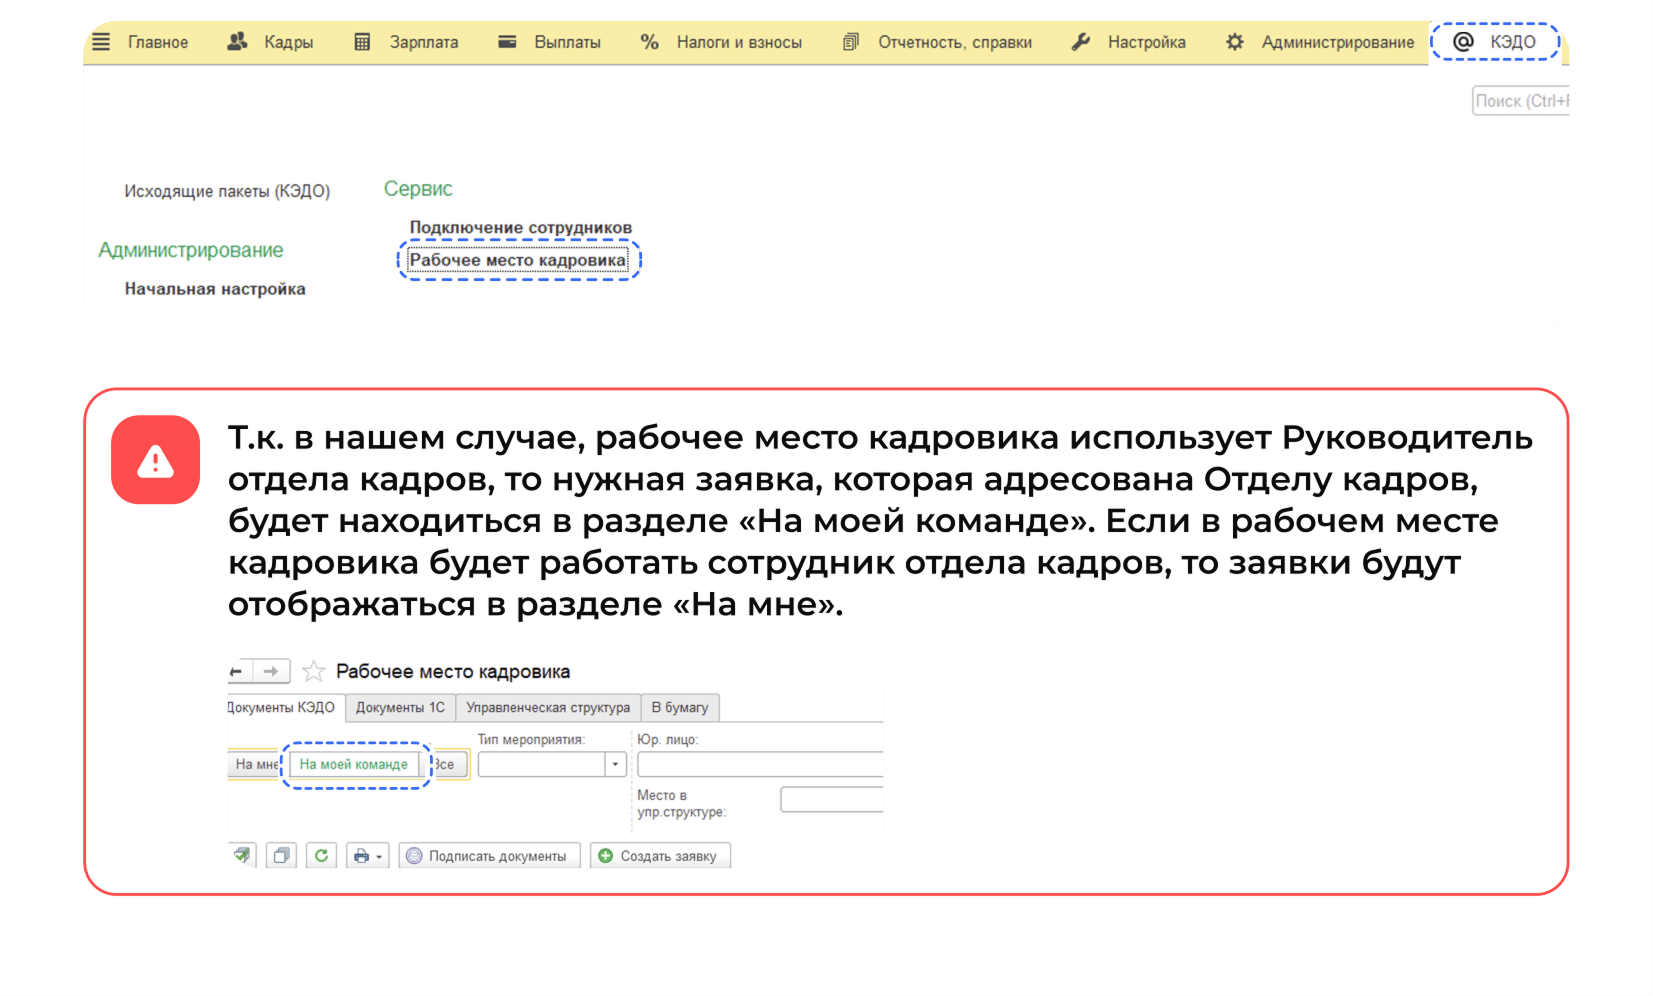 Главное Кадры Зарплата Выплаты % Налоги и взносы Отчетность, справки Настройка Администрирование @ КЭДО
Поиск (Ctrl+F
Исходящие пакеты (КЭДО)
Администрирование
Начальная настройка
Сервис
Подключение сотрудников
Рабочее место кадровика
Т.к. в нашем случае, рабочее место кадровика использует Руководитель
отдела кадров, то нужная заявка, которая адресована Отделу кадров,
будет находиться в разделе «На моей команде». Если в рабочем месте
кадровика будет работать сотрудник отдела кадров, то заявки будут
отображаться в разделе «На мне».
Рабочее место кадровика
Документы КЭДО Документы 1С Управленческая структура В бумагу
Тип мероприятия: Юр. лицо:
На мне На моей команде Все
Место в
упр.структуре:
Подписать документы Создать заявку